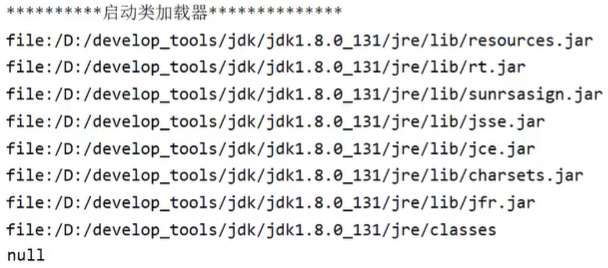 **********启动类加载器**************
file:/D:/develop_tools/jdk/jdk1.8.0_131/jre/lib/resources.jar
file:/D:/develop_tools/jdk/jdk1.8.0_131/jre/lib/rt.jar
file:/D:/develop_tools/jdk/jdk1.8.0_131/jre/lib/sunrsasign.jar
file:/D:/develop_tools/jdk/jdk1.8.0_131/jre/lib/jsse.jar
file:/D:/develop_tools/jdk/jdk1.8.0_131/jre/lib/jce.jar
file:/D:/develop_tools/jdk/jdk1.8.0_131/jre/lib/charsets.jar
file:/D:/develop_tools/jdk/jdk1.8.0_131/jre/lib/jfr.jar
file:/D:/develop_tools/jdk/jdk1.8.0_131/jre/classes
null